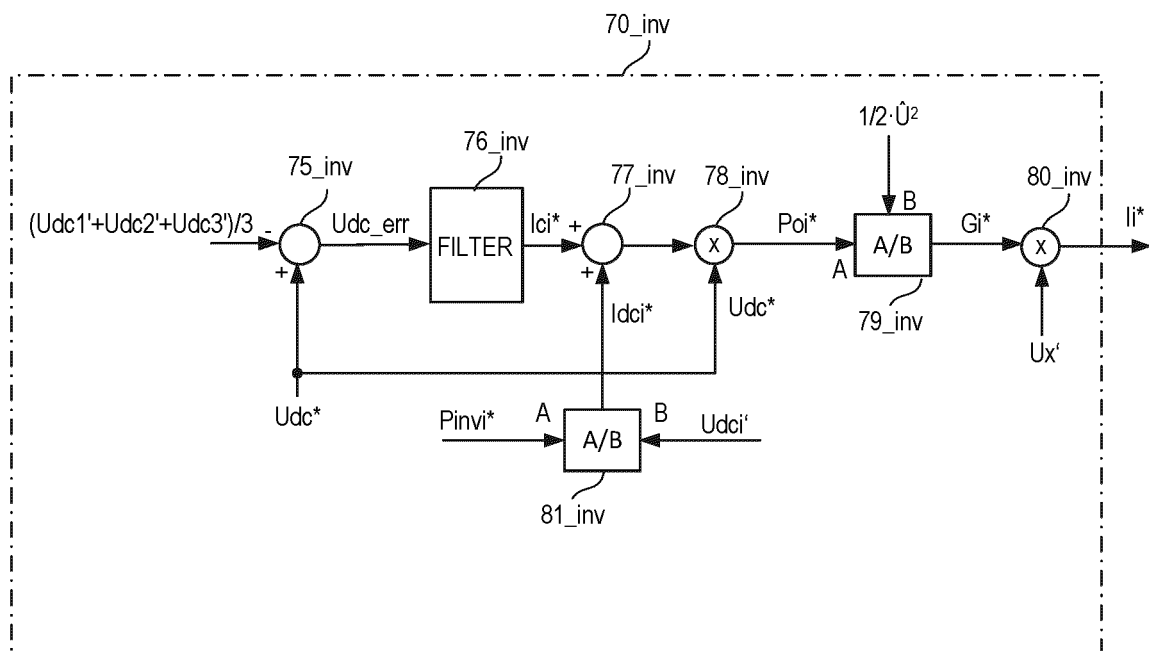 70_inv
1/2·Û²
75_inv
76_inv
77_inv
78_inv
80_inv
(Udc1'+Udc2'+Udc3')/3
-
+
Udc_err
FILTER
Ici*
+
+
x
Poi*
A
B
A/B
Gi*
x
Ii*
Idci*
Udc*
79_inv
Ux‘
Udc*
Pinvi*
A
B
A/B
Udci‘
81_inv